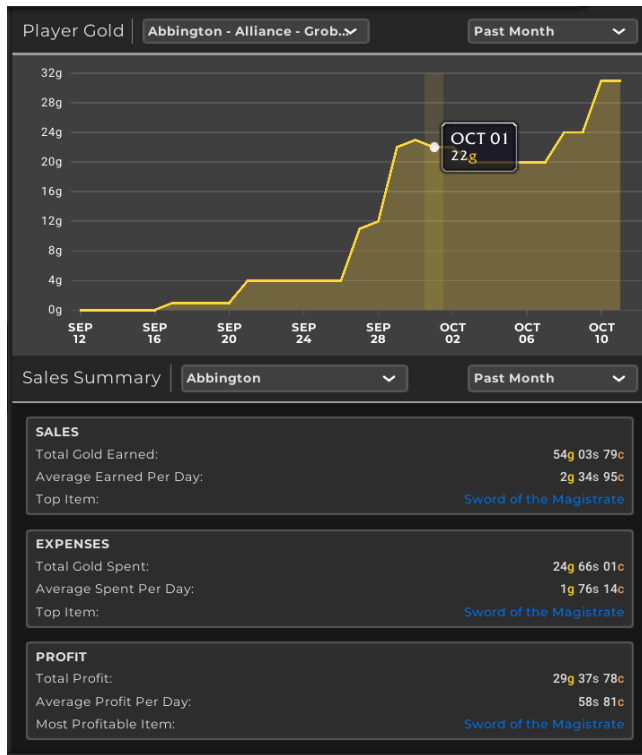 Player Gold
Abbington - Alliance - Grob..
Past Month
32g
28g
24g
20g
16g
12g
8g
4g
0g
OCT 01
22g
SEP 12
SEP 16
SEP 20
SEP 24
SEP 28
OCT 02
OCT 06
OCT 10
Sales Summary
Abbington
Past Month
SALES
Total Gold Earned: 54g 03s 79c
Average Earned Per Day: 2g 34s 95c
Top Item: Sword of the Magistrate
EXPENSES
Total Gold Spent: 24g 66s 01c
Average Spent Per Day: 1g 76s 14c
Top Item: Sword of the Magistrate
PROFIT
Total Profit: 29g 37s 78c
Average Profit Per Day: 58s 81c
Most Profitable Item: Sword of the Magistrate